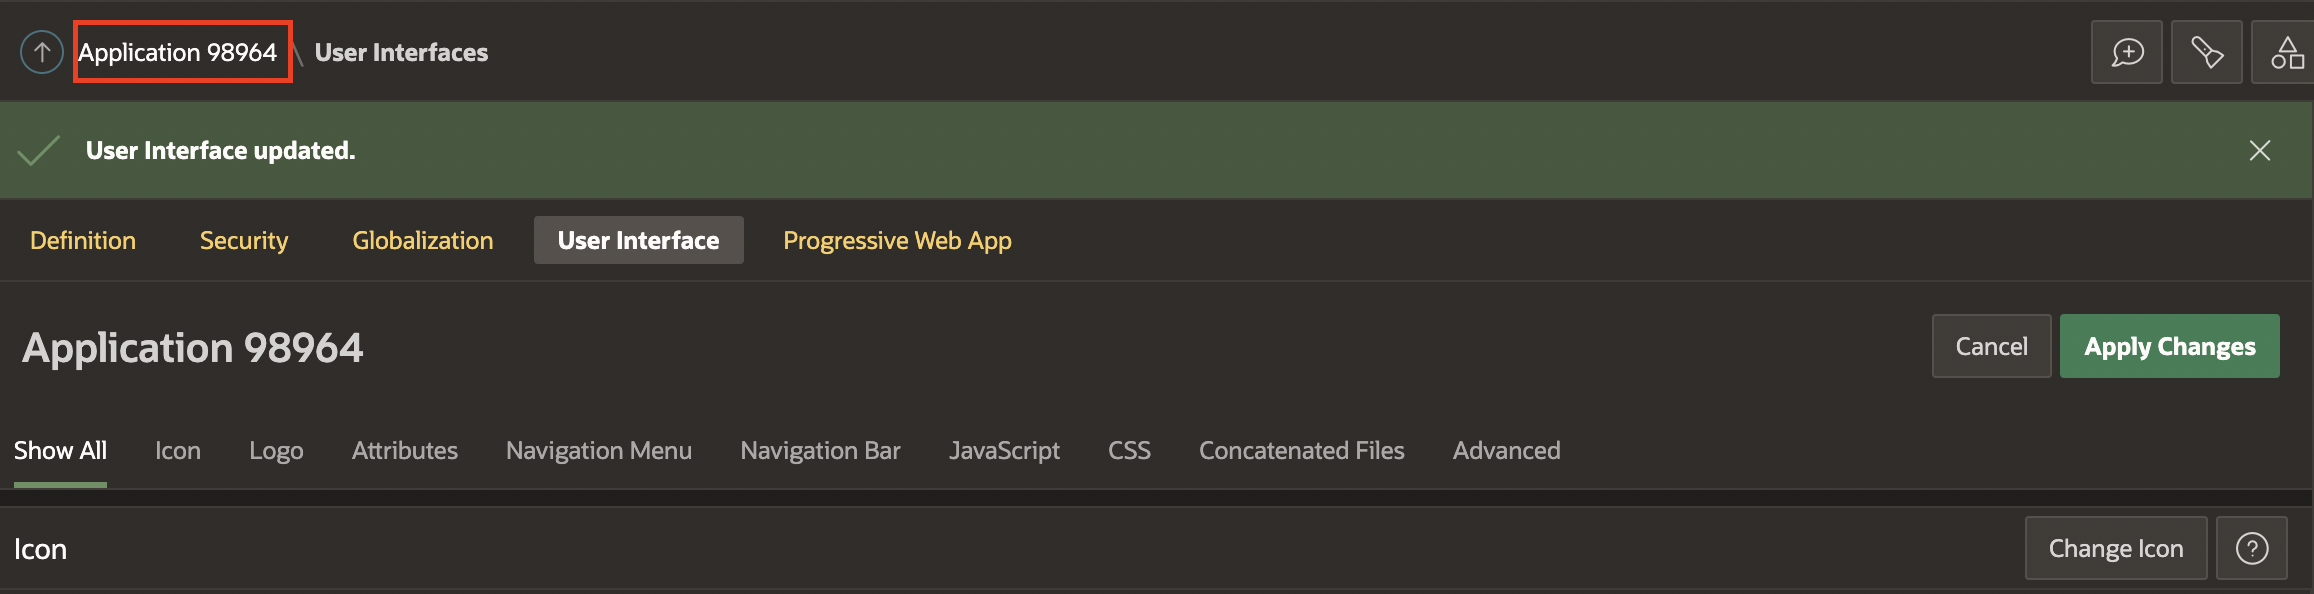 Application 98964 \ User Interfaces
User Interface updated.
Definition Security Globalization User Interface Progressive Web App
Application 98964 Cancel Apply Changes
Show All Icon Logo Attributes Navigation Menu Navigation Bar JavaScript CSS Concatenated Files Advanced
Icon Change Icon ?